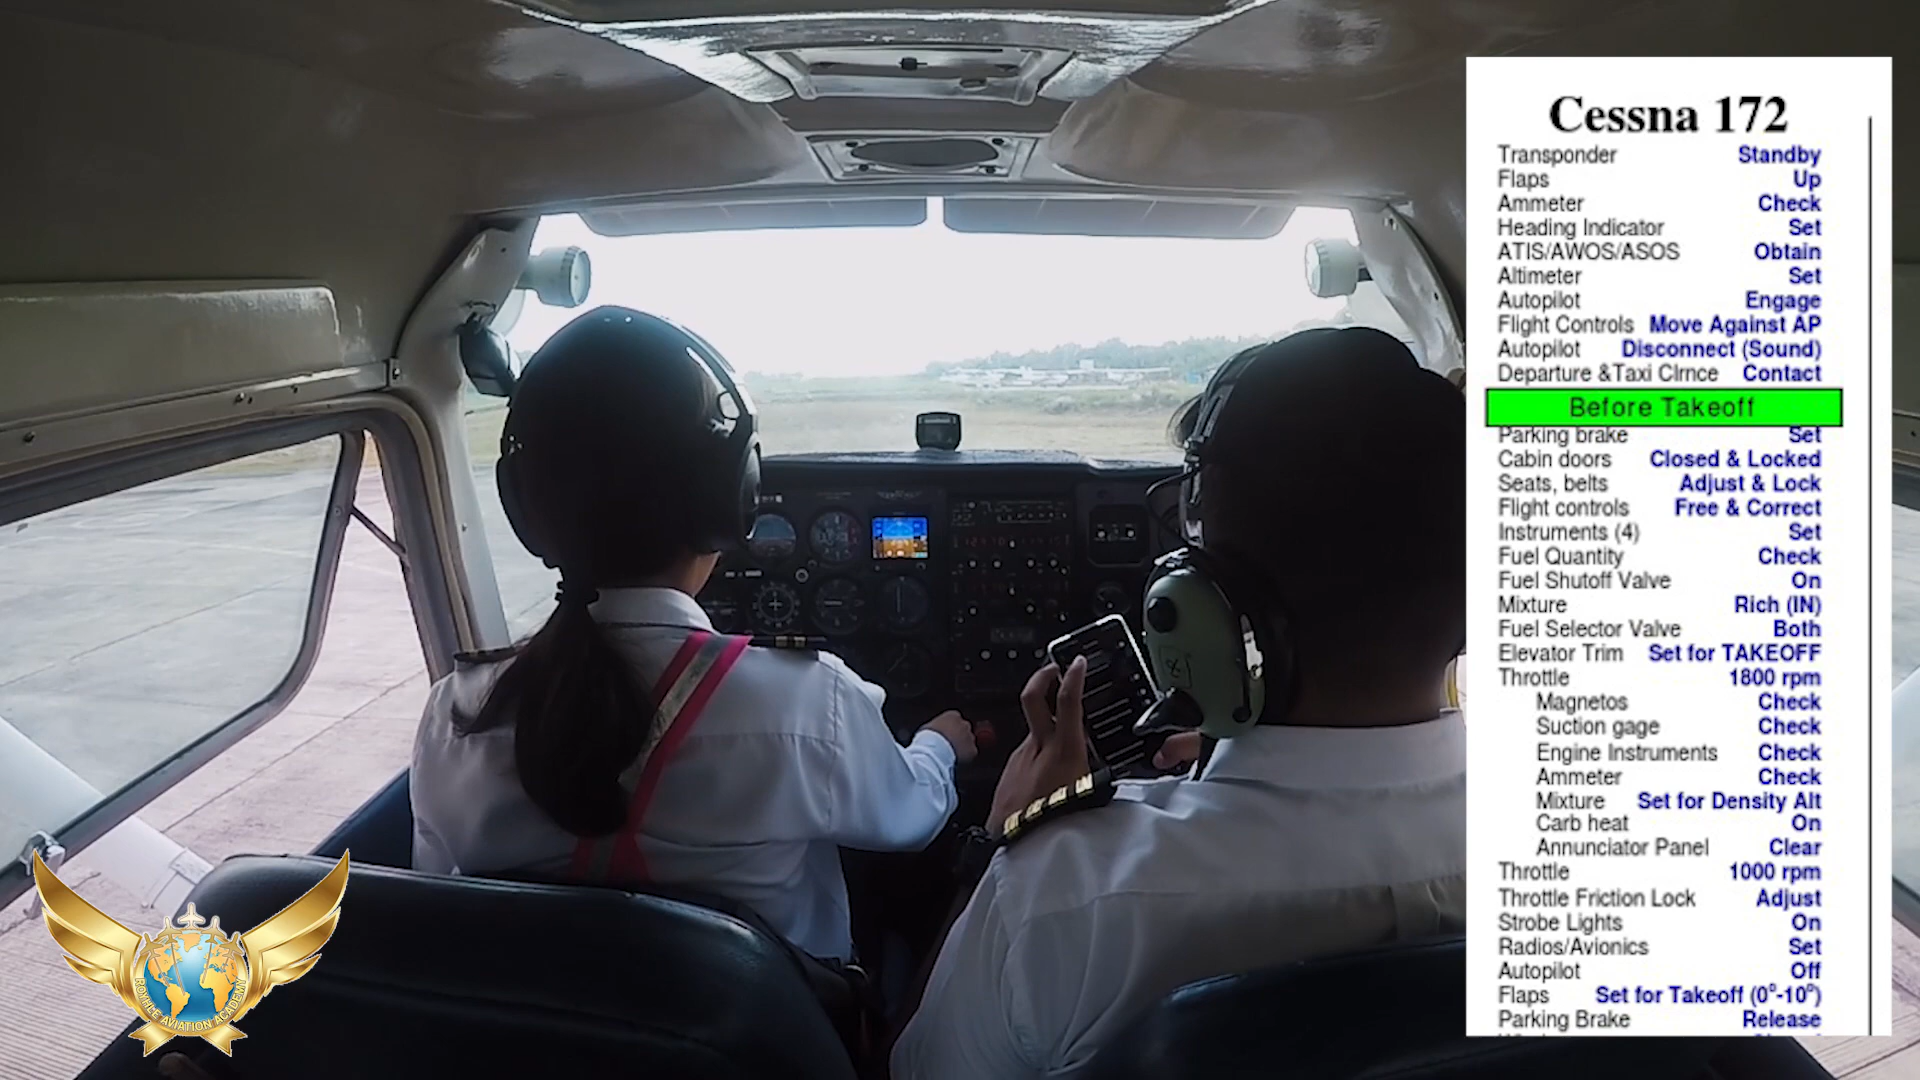 Cessna 172
Transponder Standby
Flaps Up
Ammeter Check
Heading Indicator Set
ATIS/AWOS/ASOS Obtain
Altimeter Set
Autopilot Engage
Flight Controls Move Against AP
Autopilot Disconnect (Sound)
Departure &Taxi Clrnce Contact
Before Takeoff
Parking brake Set
Cabin doors Closed & Locked
Seats, belts Adjust & Lock
Flight controls Free & Correct
Instruments (4) Set
Fuel Quantity Check
Fuel Shutoff Valve On
Mixture Rich (IN)
Fuel Selector Valve Both
Elevator Trim Set for TAKEOFF
Throttle 1800 rpm
Magnetos Check
Suction gage Check
Engine Instruments Check
Ammeter Check
Mixture Set for Density Alt
Carb heat On
Annunciator Panel Clear
Throttle 1000 rpm
Throttle Friction Lock Adjust
Strobe Lights On
Radios/Avionics Set
Autopilot Off
Flaps Set for Takeoff (0°-10°)
Parking Brake Release
ROYHLE AVIATION ACADEMY